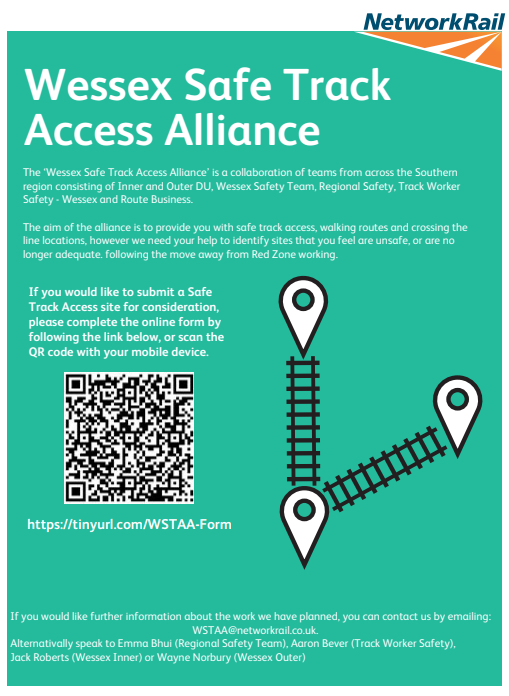 NetworkRail
Wessex Safe Track
Access Alliance
The 'Wessex Safe Track Access Alliance' is a collaboration of teams from across the Southern
region consisting of Inner and Outer DU, Wessex Safety Team, Regional Safety, Track Worker
Safety - Wessex and Route Business.
The aim of the alliance is to provide you with safe track access, walking routes and crossing the
line locations, however we need your help to identify sites that you feel are unsafe, or are no
longer adequate. following the move away from Red Zone working.
If you would like to submit a Safe
Track Access site for consideration,
please complete the online form by
following the link below, or scan the
QR code with your mobile device.
https://tinyurl.com/WSTAA-Form
If you would like further information about the work we have planned, you can contact us by emailing:
WSTAA@networkrail.co.uk.
Alternativally speak to Emma Bhui (Regional Safety Team), Aaron Bever (Track Worker Safety),
Jack Roberts (Wessex Inner) or Wayne Norbury (Wessex Outer)